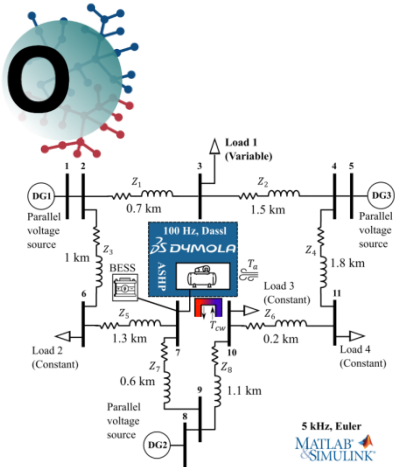 O
Load 1
(Variable)
1 2 3 4 5
Z1 Z2
DG1 DG3
0.7 km 1.5 km
Parallel
voltage
source
Parallel
voltage
source
100 Hz, Dassl
DS DYMOLA
ASHP
Ta
Tcw
Z3
1 km
Z4
1.8 km
BESS
6
Load 3
(Constant)
11
Z5 Z6
1.3 km 0.2 km
Load 2
(Constant)
7 10
Load 4
(Constant)
Z7 Z8
0.6 km 1.1 km
9
Parallel
voltage
source
8
DG2
5 kHz, Euler
MATLAB®
&SIMULINK®